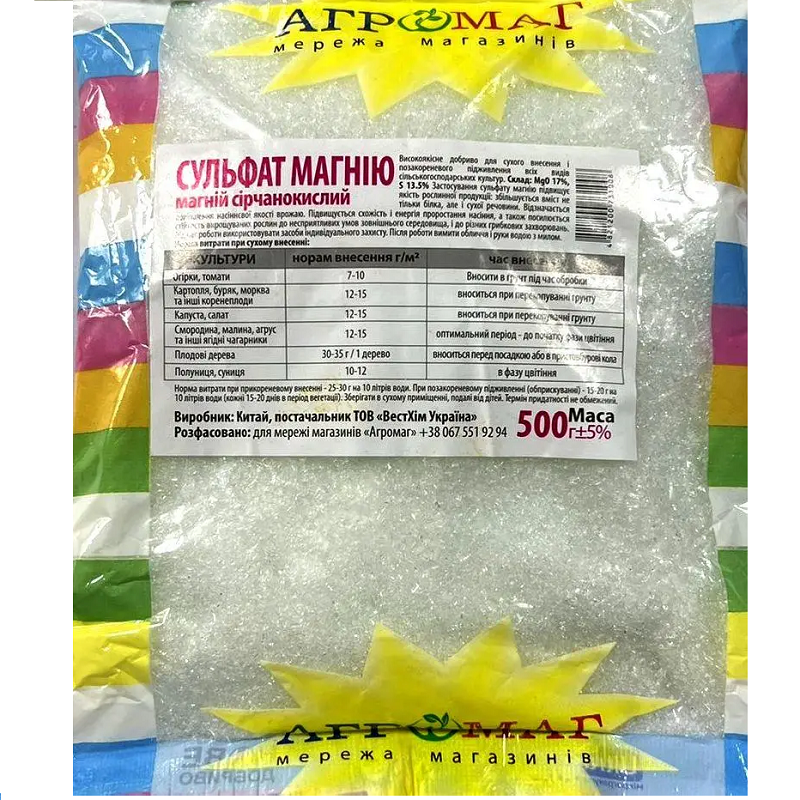 АГРОМАГ
мережа магазинів
СУЛЬФАТ МАГНІЮ
магній сірчанокислий
Високоякісне добриво для сухого внесення і
позакореневого підживлення всіх видів
сільськогосподарських культур. Склад: MgO 17%,
S 13.5% Застосування сульфату магнію підвищує
якість рослинної продукції: збільшується вміст не
тільки білка, але і сухої речовини. Відзначається
насіннєвої якості врожаю. Підвищується схожість і енергія проростання насіння, а також посилюється
вирощуваних рослин до несприятливих умов зовнішнього середовища, і до різних грибкових захворювань.
роботі використовувати засоби індивідуального захисту. Після роботи вимити обличчя і руки водою з милом.
Норма витрати при сухому внесенні:
КУЛЬТУРИ норам внесення г/м² час
Огірки, томати 7-10 Вносити в грунт під час обробки
Картопля, буряк, морква
та інші коренеплоди 12-15 вноситься при перекопуванні грунту
Капуста, салат 12-15 вноситься при перекопуванні грунту
Смородина, малина, агрус
та інші ягідні чагарники 12-15 оптимальний період - до початку фази цвітіння
Плодові дерева 30-35 г / 1 дерево вноситься перед посадкою або в пристовбурові кола
Полуниця, суниця 10-12 в фазу цвітіння
Норма витрати при прикореневому внесенні - 25-30 г на 10 літрів води. При позакореневому підживленні (обприскуванні) - 15-20 г на
10 літрів води (кожні 15-20 днів в період вегетації). Зберігати в сухому приміщенні, подалі від дітей. Термін придатності не обмежений.
Виробник: Китай, постачальник ТОВ «ВестХім Україна»
Розфасовано: для мережі магазинів «Агромаг» +38 067 551 92 94
500 Маса
г±5%
АГРОМАГ
мережа магазинів
ДОБРИВО